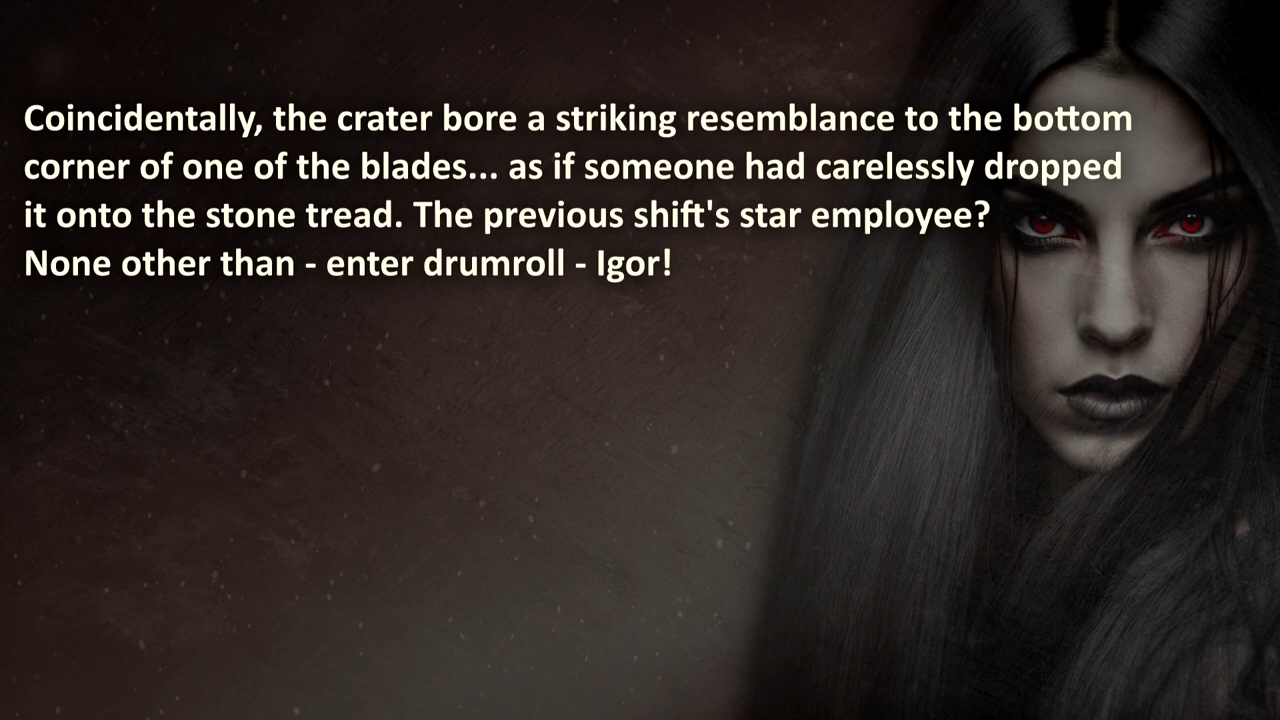 Coincidentally, the crater bore a striking resemblance to the bottom
corner of one of the blades... as if someone had carelessly dropped
it onto the stone tread. The previous shift's star employee?
None other than - enter drumroll - Igor!